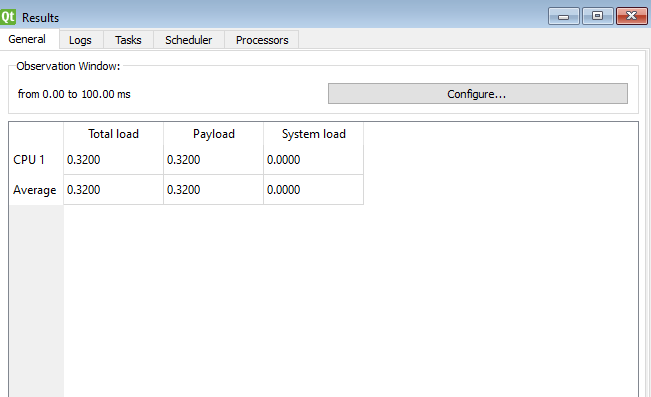 Qt Results
General Logs Tasks Scheduler Processors
Observation Window:
from 0.00 to 100.00 ms Configure...
Total load Payload System load
CPU 1 0.3200 0.3200 0.0000
Average 0.3200 0.3200 0.0000